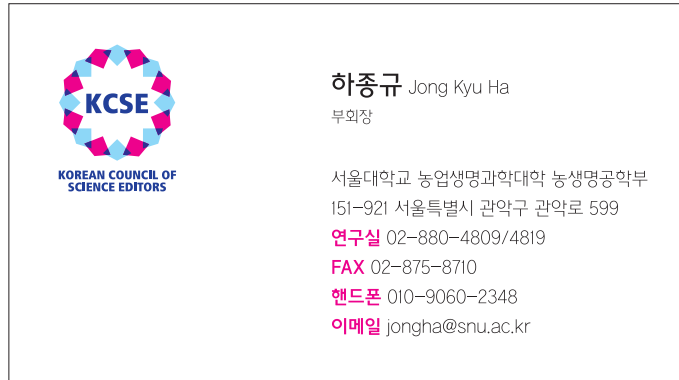 KCSE
KOREAN COUNCIL OF
SCIENCE EDITORS
하종규 Jong Kyu Ha
부회장
서울대학교 농업생명과학대학 농생명공학부
151-921 서울특별시 관악구 관악로 599
연구실 02-880-4809/4819
FAX 02-875-8710
핸드폰 010-9060-2348
이메일 jongha@snu.ac.kr